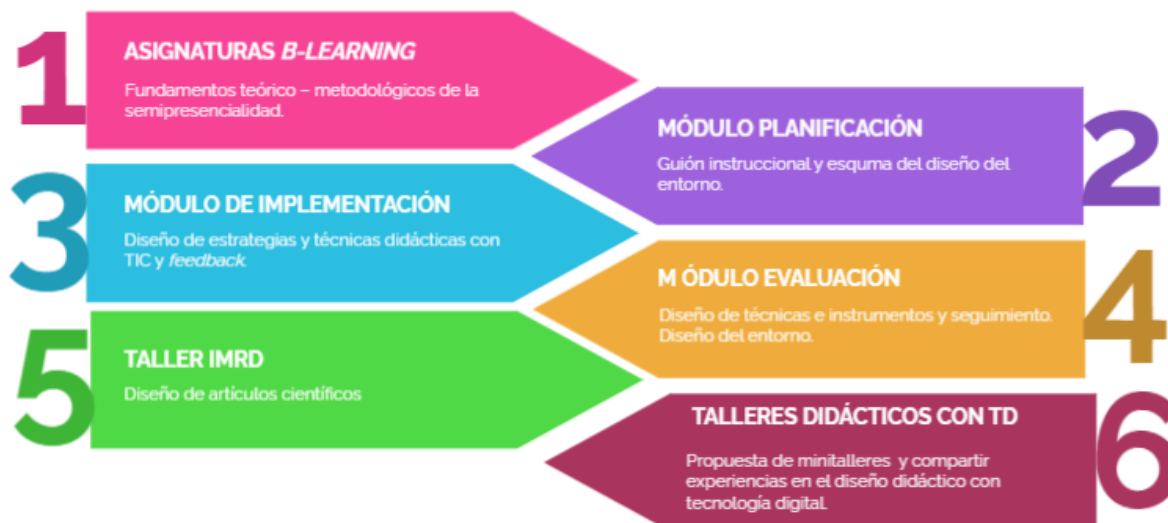 1
ASIGNATURAS B-LEARNING
Fundamentos teórico – metodológicos de la
semipresencialidad.
2
MÓDULO PLANIFICACIÓN
Guión instruccional y esquma del diseño del
entorno.
3
MÓDULO DE IMPLEMENTACIÓN
Diseño de estrategias y técnicas didácticas con
TIC y feedback.
4
M ÓDULO EVALUACIÓN
Diseño de técnicas e instrumentos y seguimiento.
Diseño del entorno.
5
TALLER IMRD
Diseño de artículos científicos
6
TALLERES DIDÁCTICOS CON TD
Propuesta de minitalleres y compartir
experiencias en el diseño didáctico con
tecnología digital.